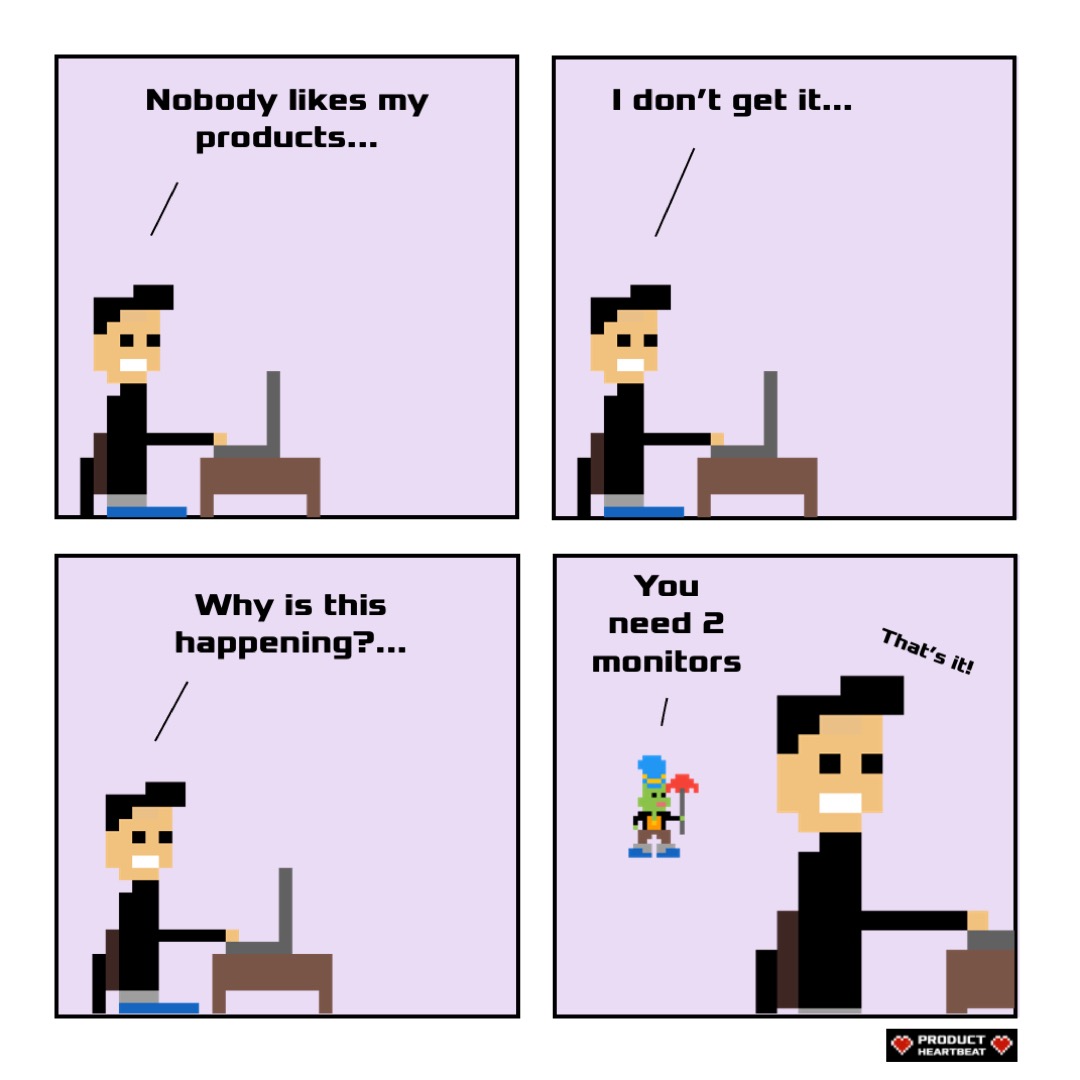 Nobody likes my
products...
I don't get it...
Why is this
happening?...
You
need 2
monitors
That's it!
PRODUCT
HEARTBEAT